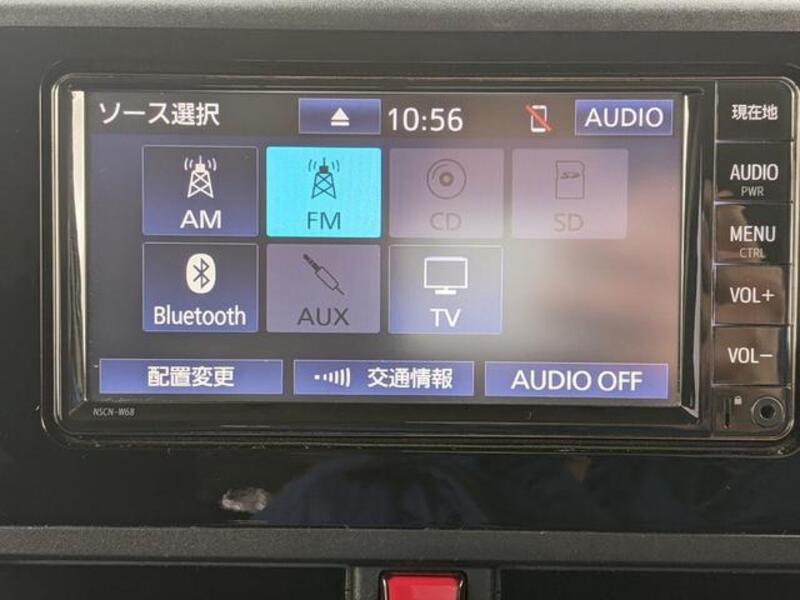 ソース選択 10:56 AUDIO
AM FM CD SD
Bluetooth AUX TV
配置変更 交通情報 AUDIO OFF
NSCN-W68
現在地
AUDIO
PWR
MENU
CTRL
VOL+
VOL−